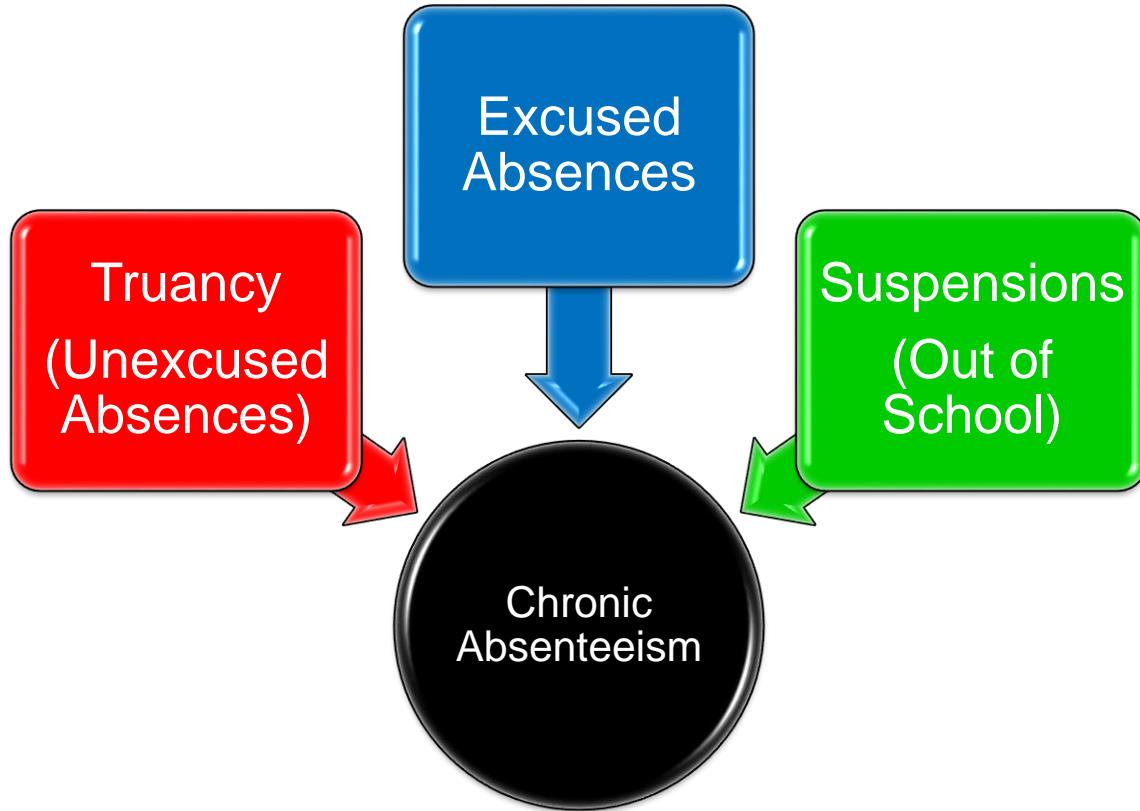 Excused
Absences
Truancy
(Unexcused
Absences)
Suspensions
(Out of
School)
Chronic
Absenteeism